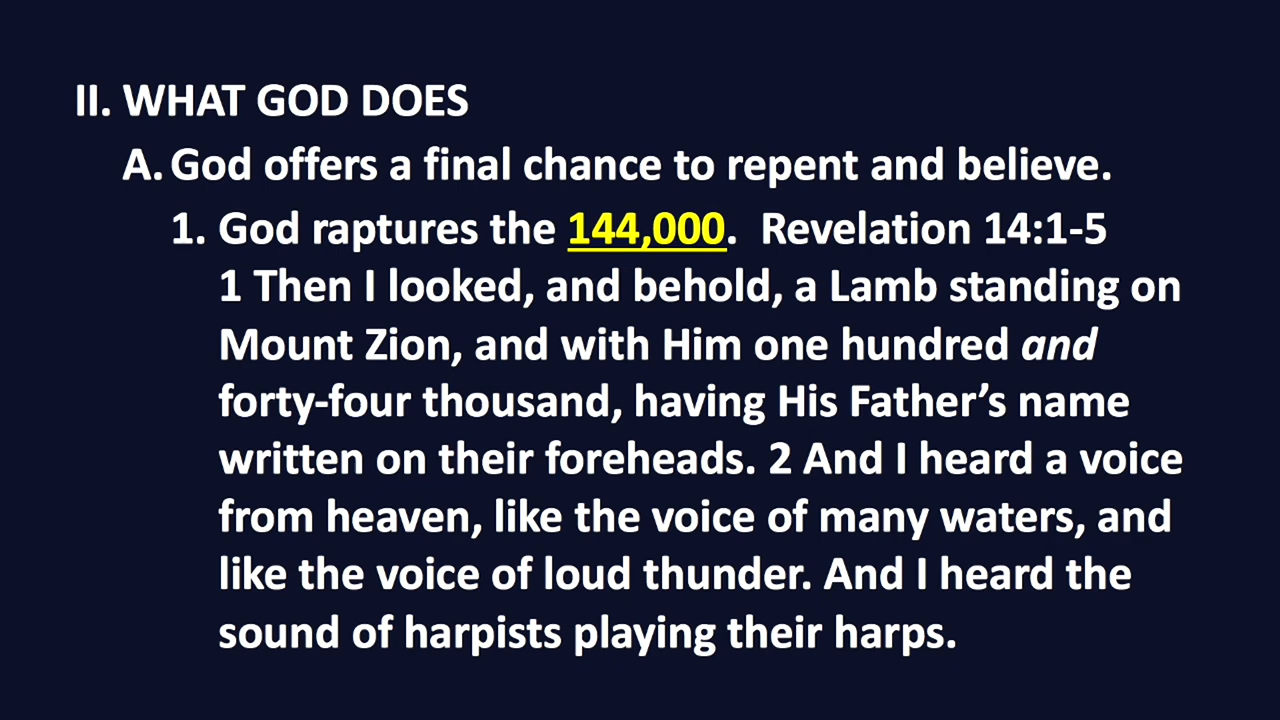 II. WHAT GOD DOES
A. God offers a final chance to repent and believe.
1. God raptures the 144,000. Revelation 14:1-5
1 Then I looked, and behold, a Lamb standing on
Mount Zion, and with Him one hundred and
forty-four thousand, having His Father’s name
written on their foreheads. 2 And I heard a voice
from heaven, like the voice of many waters, and
like the voice of loud thunder. And I heard the
sound of harpists playing their harps.